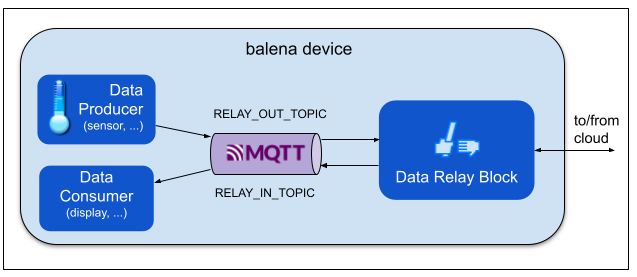 balena device
Data
Producer
(sensor, ...)
RELAY_OUT_TOPIC
MQTT
RELAY_IN_TOPIC
Data
Consumer
(display, ...)
Data Relay Block
to/from
cloud